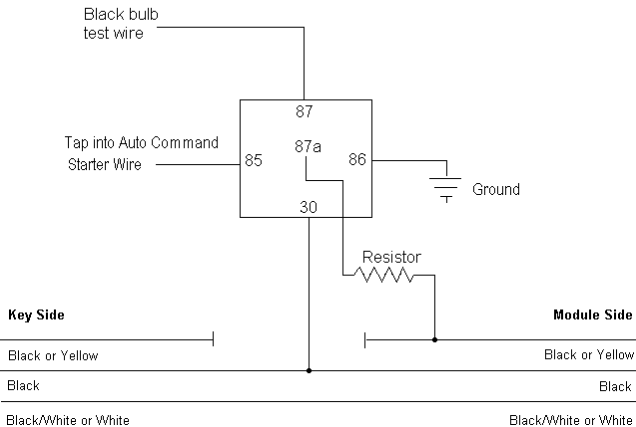 Black bulb
test wire
87
Tap into Auto Command
Starter Wire
85
87a
86
30
Ground
Resistor
Key Side
Module Side
Black or Yellow
Black or Yellow
Black
Black
Black/White or White
Black/White or White